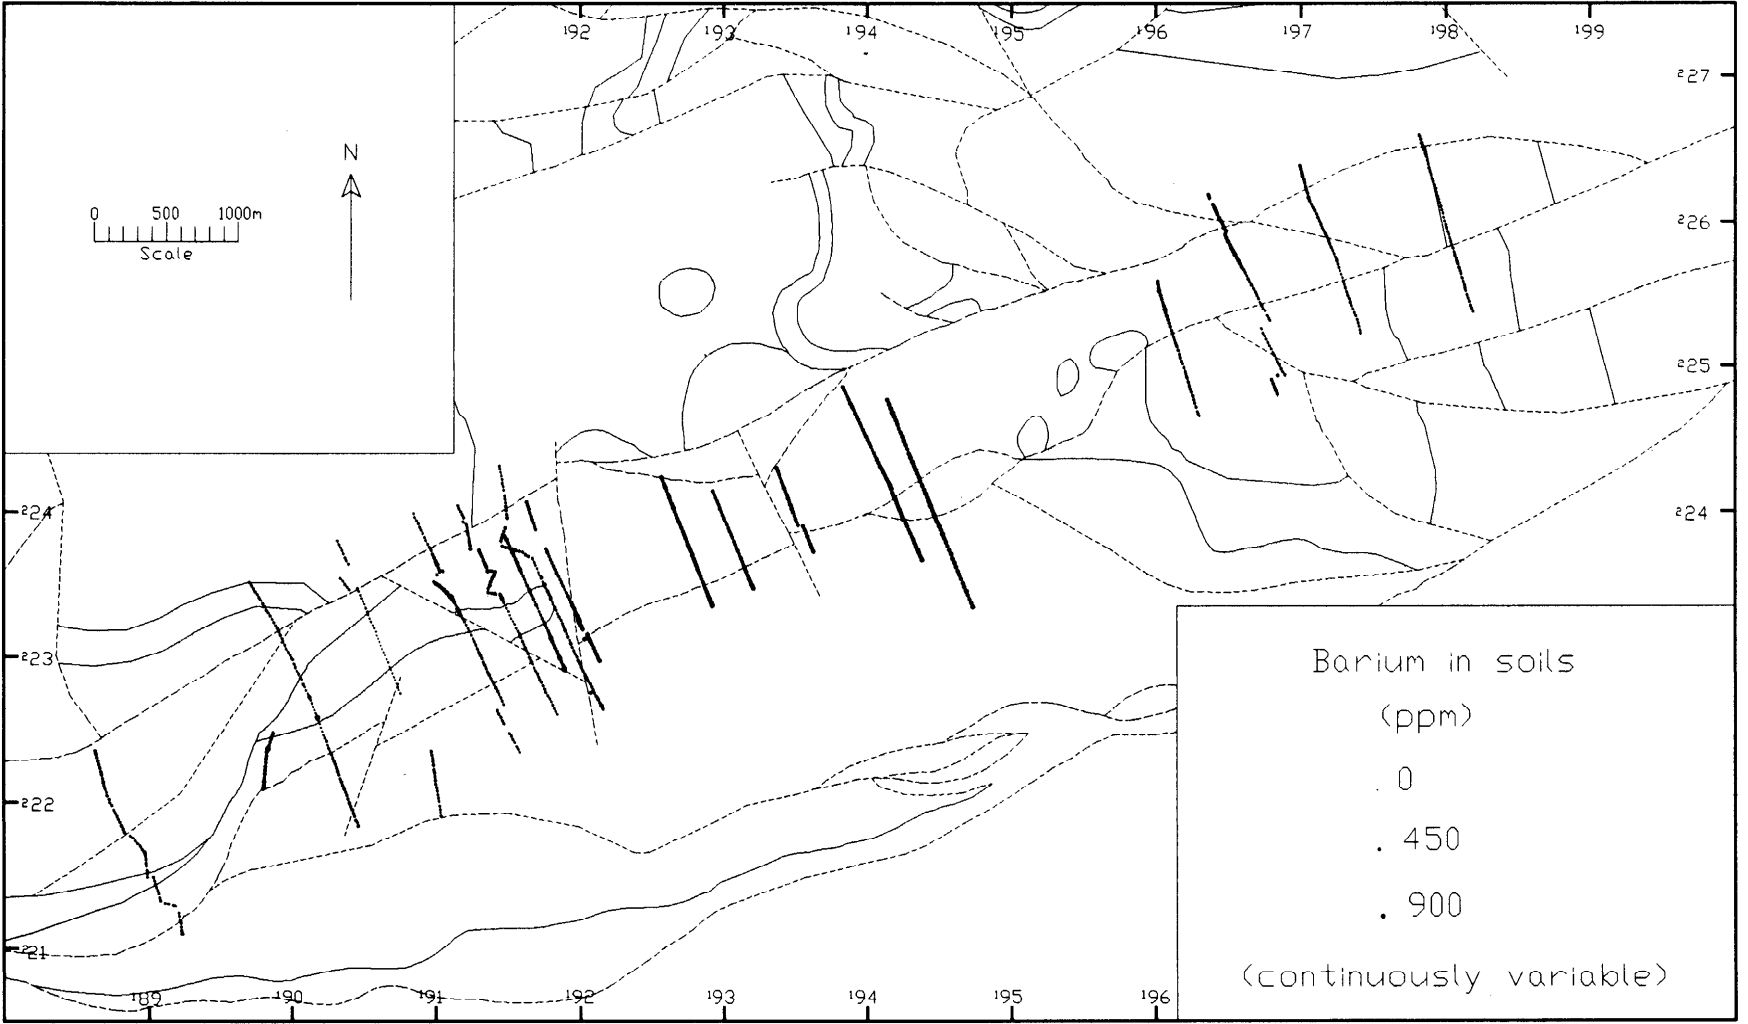 192 193 194 195 196 197 198 199
²27
N
0 500 1000m
Scale
²26
²25
²24 ²24
²23
Barium in soils
(ppm)
. 0
²22
. 450
. 900
²21
(continuously variable)
189 190 191 192 193 194 195 196